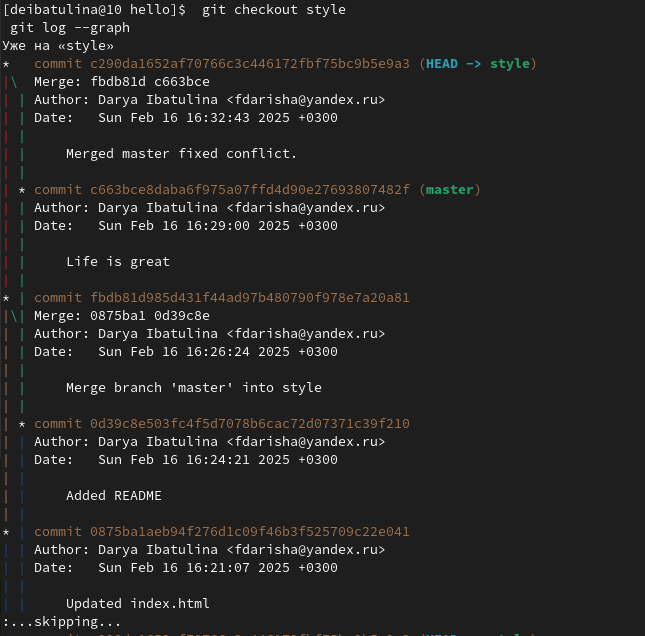 [deibatulina@10 hello]$  git checkout style
 git log --graph
Уже на «style»
*   commit c290da1652af70766c3c446172fbf75bc9b5e9a3 (HEAD -> style)
|\  Merge: fbdb81d c663bce
| | Author: Darya Ibatulina <fdarisha@yandex.ru>
| | Date:   Sun Feb 16 16:32:43 2025 +0300
| |
| |     Merged master fixed conflict.
| |
| * commit c663bce8daba6f975a07ffd4d90e27693807482f (master)
| | Author: Darya Ibatulina <fdarisha@yandex.ru>
| | Date:   Sun Feb 16 16:29:00 2025 +0300
| |
| |     Life is great
| |
* | commit fbdb81d985d431f44ad97b480790f978e7a20a81
|\| Merge: 0875ba1 0d39c8e
| | Author: Darya Ibatulina <fdarisha@yandex.ru>
| | Date:   Sun Feb 16 16:26:24 2025 +0300
| |
| |     Merge branch 'master' into style
| |
| * commit 0d39c8e503fc4f5d7078b6cac72d07371c39f210
| | Author: Darya Ibatulina <fdarisha@yandex.ru>
| | Date:   Sun Feb 16 16:24:21 2025 +0300
| |
| |     Added README
| |
* | commit 0875ba1aeb94f276d1c09f46b3f525709c22e041
| | Author: Darya Ibatulina <fdarisha@yandex.ru>
| | Date:   Sun Feb 16 16:21:07 2025 +0300
| |
| |     Updated index.html
:...skipping...